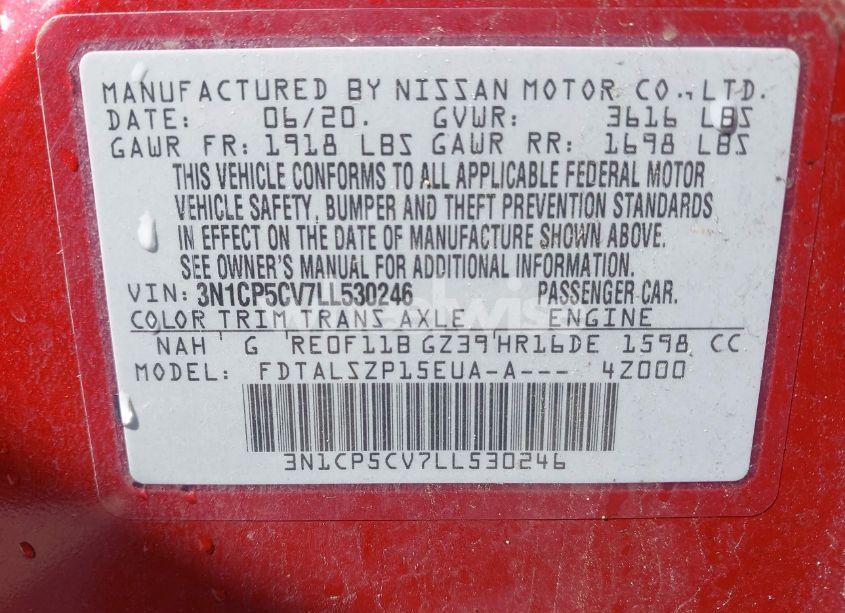 MANUFACTURED BY NISSAN MOTOR CO., LTD.
DATE: 06/20. GVWR: 3616 LBS
GAWR FR: 1918 LBS GAWR RR: 1698 LBS
THIS VEHICLE CONFORMS TO ALL APPLICABLE FEDERAL MOTOR
VEHICLE SAFETY, BUMPER AND THEFT PREVENTION STANDARDS
IN EFFECT ON THE DATE OF MANUFACTURE SHOWN ABOVE.
SEE OWNER'S MANUAL FOR ADDITIONAL INFORMATION.
VIN: 3N1CP5CV7LL530246 PASSENGER CAR.
COLOR TRIM TRANS AXLE ENGINE
NAH G RE0F11B GZ39 HR16DE 1598 CC
MODEL: FDTALSZP15EUA-A--- 4Z000
3N1CP5CV7LL530246